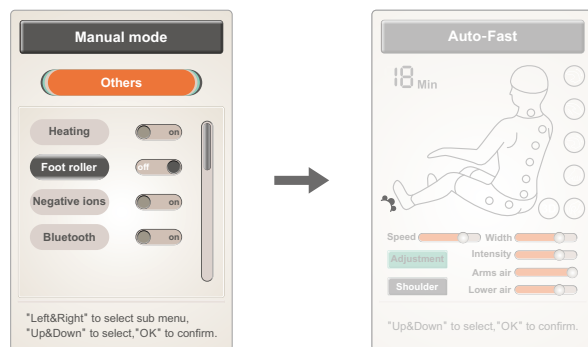 Manual mode
Others
Heating
on
Foot roller
off
Negative ions
on
Bluetooth
on
"Left&Right" to select sub menu,
"Up&Down" to select,"OK" to confirm.
Auto-Fast
18 Min
Speed
Width
Adjustment
Intensity
Arms air
Shoulder
Lower air
"Up&Down" to select,"OK" to confirm.